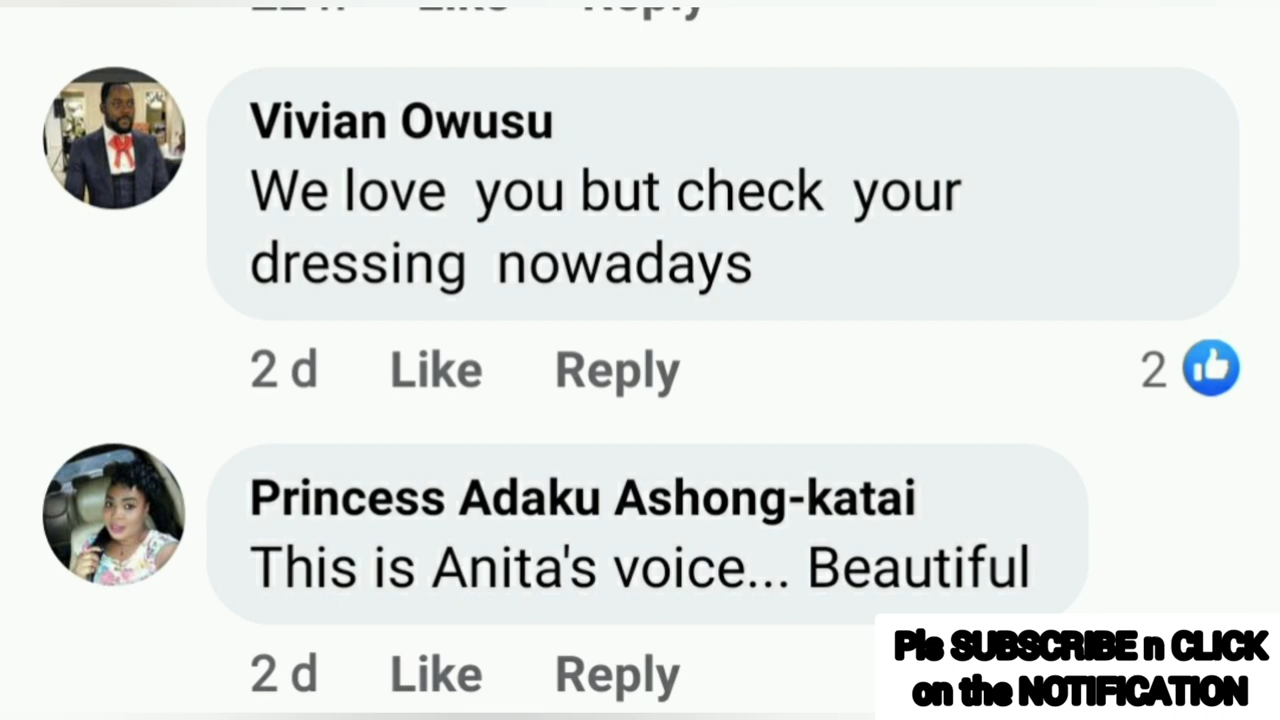 Vivian Owusu
We love you but check your
dressing nowadays
2 d Like Reply 2
Princess Adaku Ashong-katai
This is Anita's voice... Beautiful
2 d Like Reply
Pls SUBSCRIBE n CLICK
on the NOTIFICATION